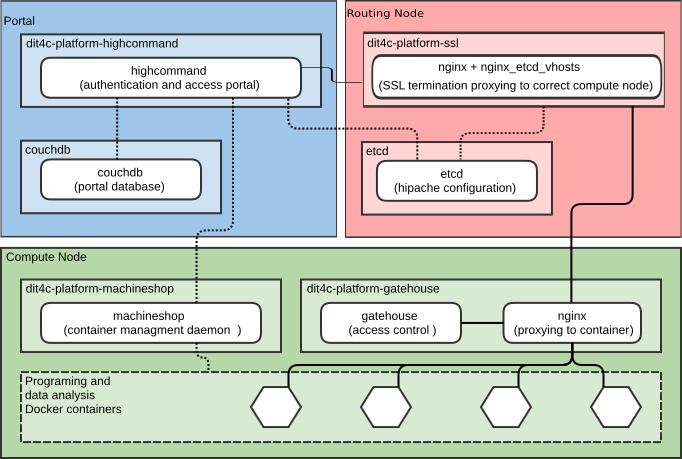 Portal
dit4c-platform-highcommand
highcommand
(authentication and access portal)
couchdb
couchdb
(portal database)
Routing Node
dit4c-platform-ssl
nginx + nginx_etcd_vhosts
(SSL termination proxying to correct compute node)
etcd
etcd
(hipache configuration)
Compute Node
dit4c-platform-machineshop
machineshop
(container managment daemon )
dit4c-platform-gatehouse
gatehouse
(access control )
nginx
(proxying to container)
Programing and
data analysis
Docker containers